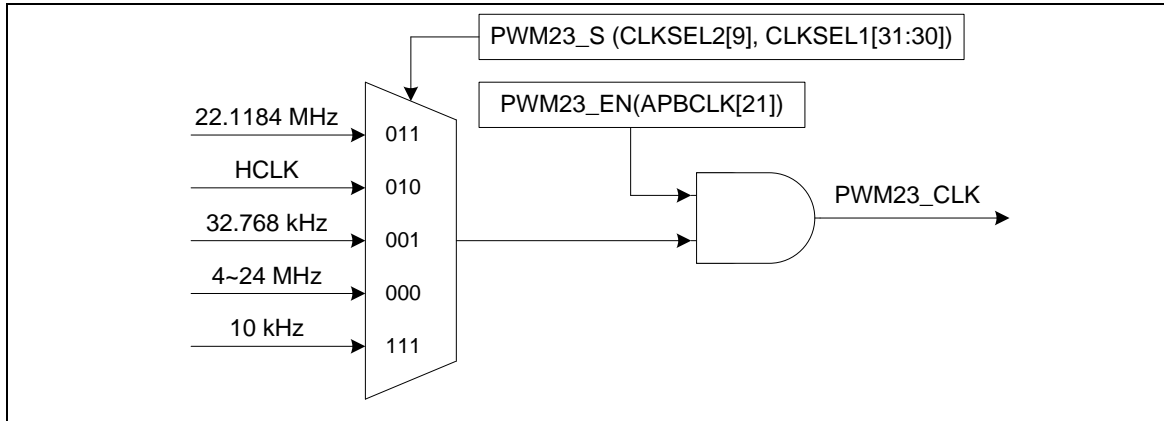 PWM23_S (CLKSEL2[9], CLKSEL1[31:30])
PWM23_EN(APBCLK[21])
22.1184 MHz
011
HCLK
010
32.768 kHz
001
4~24 MHz
000
10 kHz
111
PWM23_CLK